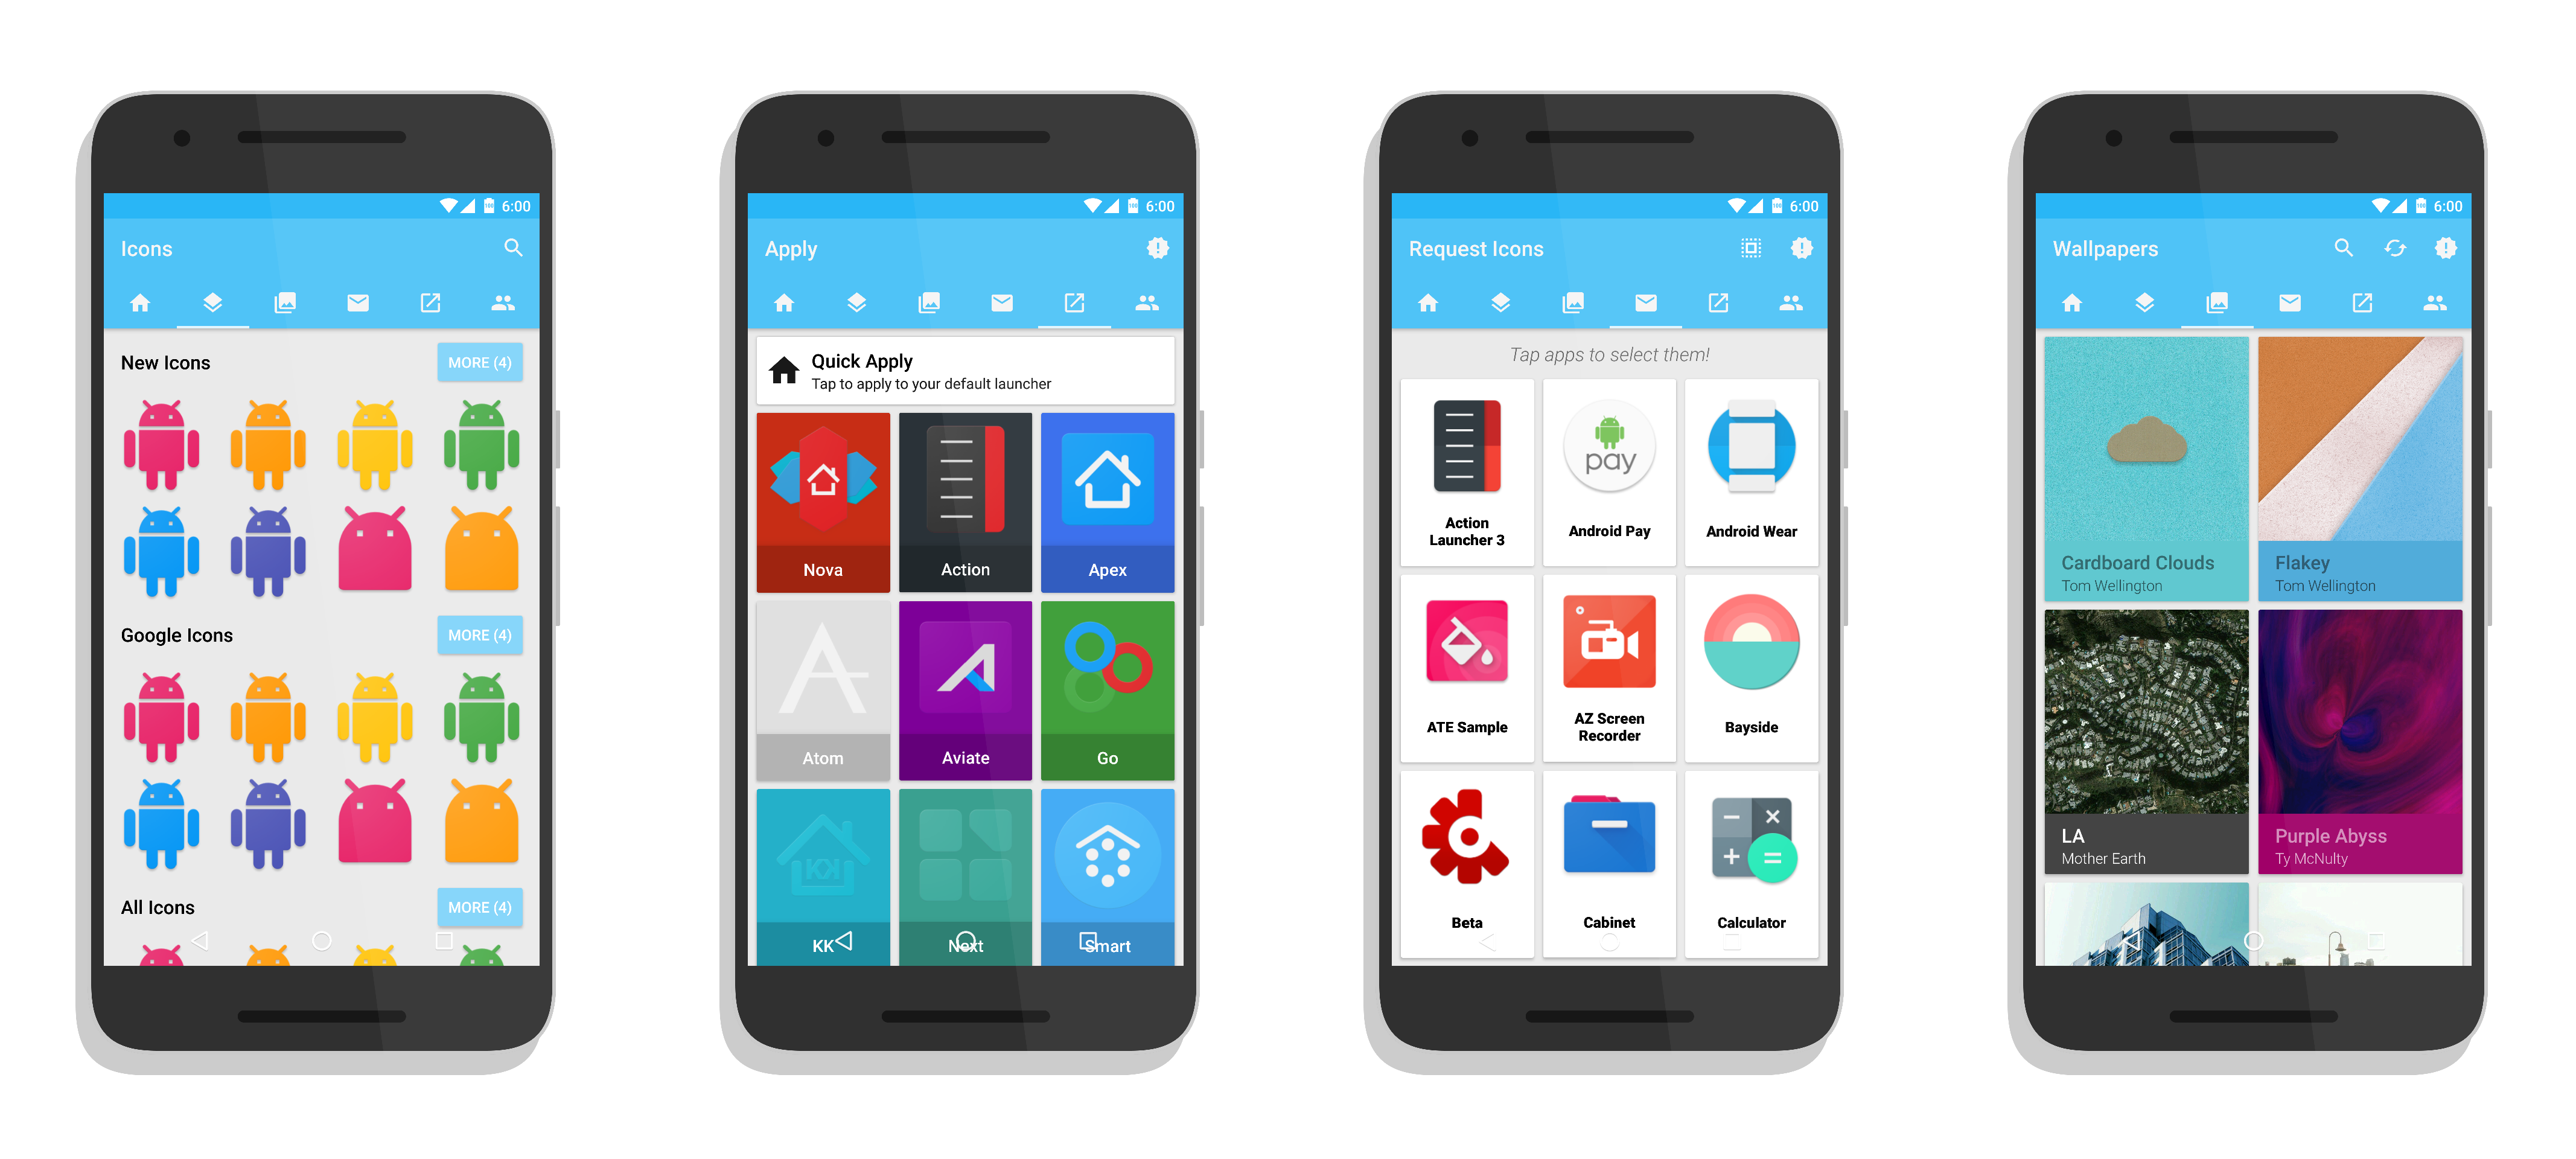 6:00
Icons
New Icons
MORE (4)
Google Icons
MORE (4)
All Icons
MORE (4)
6:00
Apply
Quick Apply
Tap to apply to your default launcher
Nova
Action
Apex
Atom
Aviate
Go
KK
KK
Next
Smart
6:00
Request Icons
Tap apps to select them!
pay
Action
Launcher 3
Android Pay
Android Wear
ATE Sample
AZ Screen
Recorder
Bayside
Beta
Cabinet
Calculator
6:00
Wallpapers
Cardboard Clouds
Tom Wellington
Flakey
Tom Wellington
LA
Mother Earth
Purple Abyss
Ty McNulty